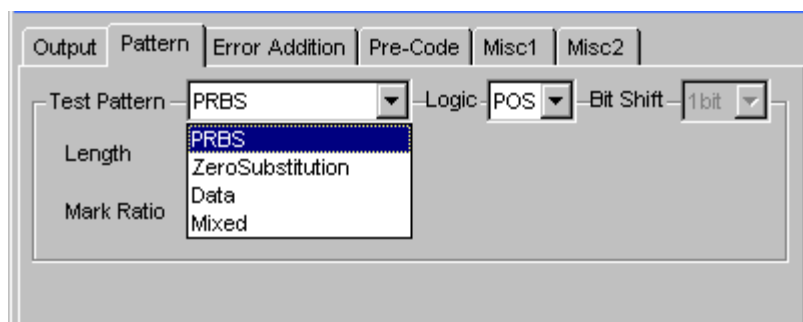 Output Pattern Error Addition Pre-Code Misc1 Misc2
Test Pattern PRBS Logic POS Bit Shift 1bit
PRBS
Length
ZeroSubstitution
Data
Mark Ratio
Mixed